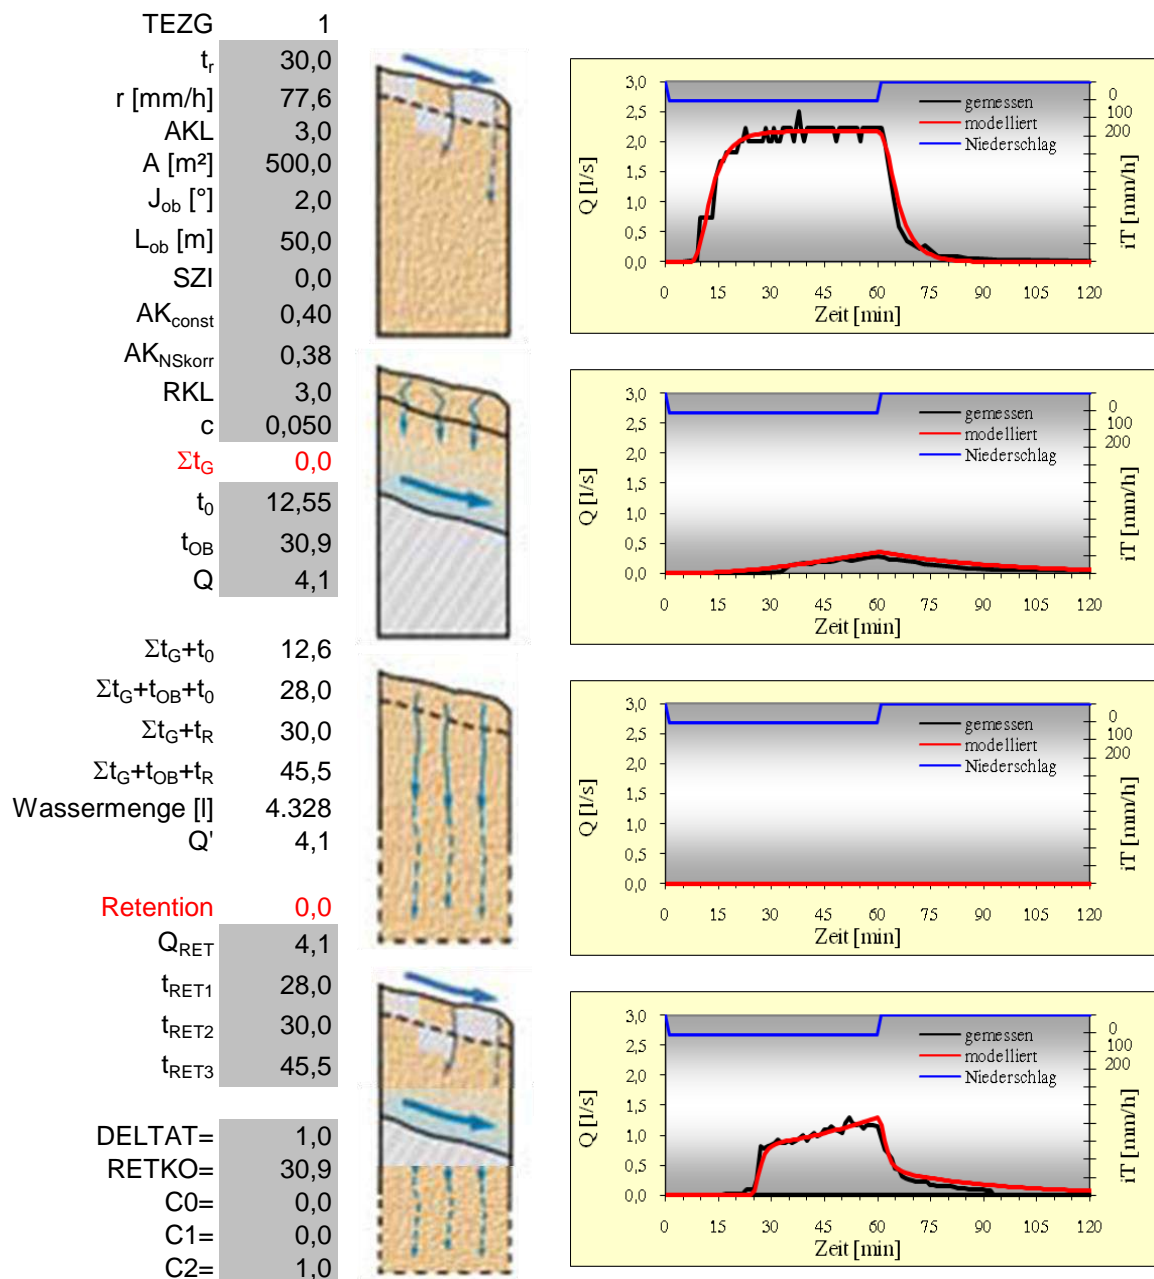 TEZG 1
tr 30,0
r [mm/h] 77,6
AKL 3,0
A [m²] 500,0
Job [°] 2,0
Lob [m] 50,0
SZI 0,0
AKconst 0,40
AKNSkorr 0,38
RKL 3,0
c 0,050
ΣtG 0,0
t0 12,55
tOB 30,9
Q 4,1
ΣtG+t0 12,6
ΣtG+tOB+t0 28,0
ΣtG+tR 30,0
ΣtG+tOB+tR 45,5
Wassermenge [l] 4.328
Q' 4,1
Retention 0,0
QRET 4,1
tRET1 28,0
tRET2 30,0
tRET3 45,5
DELTAT= 1,0
RETKO= 30,9
C0= 0,0
C1= 0,0
C2= 1,0
Q [l/s]
3,0
2,5
2,0
1,5
1,0
0,5
0,0
gemessen
modelliert
Niederschlag
0
100
200
iT [mm/h]
0 15 30 45 60 75 90 105 120
Zeit [min]
Q [l/s]
3,0
2,5
2,0
1,5
1,0
0,5
0,0
gemessen
modelliert
Niederschlag
0
100
200
iT [mm/h]
0 15 30 45 60 75 90 105 120
Zeit [min]
Q [l/s]
3,0
2,5
2,0
1,5
1,0
0,5
0,0
gemessen
modelliert
Niederschlag
0
100
200
iT [mm/h]
0 15 30 45 60 75 90 105 120
Zeit [min]
Q [l/s]
3,0
2,5
2,0
1,5
1,0
0,5
0,0
gemessen
modelliert
Niederschlag
0
100
200
iT [mm/h]
0 15 30 45 60 75 90 105 120
Zeit [min]